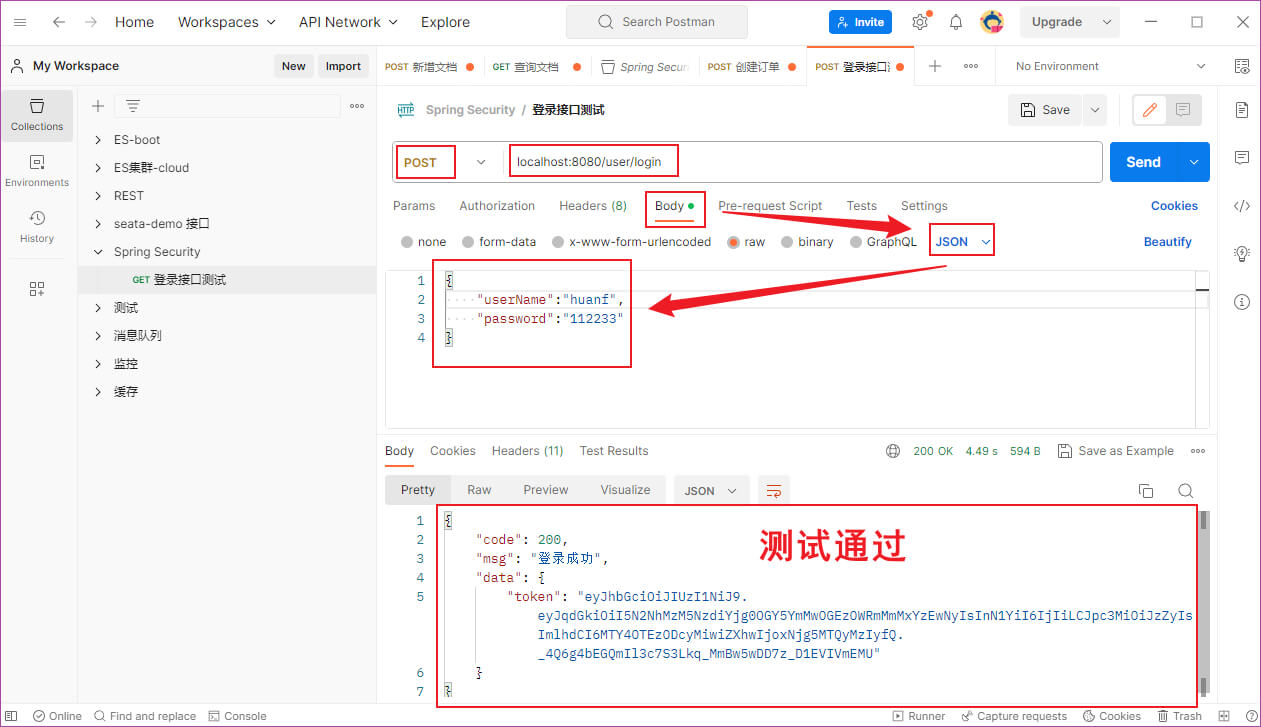 Home Workspaces API Network Explore Search Postman Invite Upgrade
My Workspace New Import POST 新增文档 GET 查询文档 Spring Secur POST 创建订单 POST 登录接口测 No Environment
Collections
Environments
History
ES-boot
ES集群-cloud
REST
seata-demo 接口
Spring Security
GET 登录接口测试
测试
消息队列
监控
缓存
HTTP Spring Security / 登录接口测试 Save
POST localhost:8080/user/login Send
Params Authorization Headers (8) Body Pre-request Script Tests Settings Cookies
none form-data x-www-form-urlencoded raw binary GraphQL JSON Beautify
1 {
2 ····"userName":"huanf",
3 ····"password":"112233"
4 }
Body Cookies Headers (11) Test Results 200 OK 4.49 s 594 B Save as Example
Pretty Raw Preview Visualize JSON
测试通过
1 {
2 "code": 200,
3 "msg": "登录成功",
4 "data": {
5 "token": "eyJhbGciOiJIUzI1NiJ9.
eyJqdGkiOiI5N2NhMzM5NzdiYjg0OGY5YmMwOGEzOWRmMmMxYzEwNyIsInN1YiI6IjIiLCJpc3MiOiJzZyIs
ImlhdCI6MTY4OTEzODcyMiwiZXhwIjoxNjg5MTQyMzIyfQ.
_4Q6g4bEGQmIl3c7S3Lkq_MmBw5wDD7z_D1EVIVmEMU"
6 }
7 }
Online Find and replace Console Runner Capture requests Cookies Trash